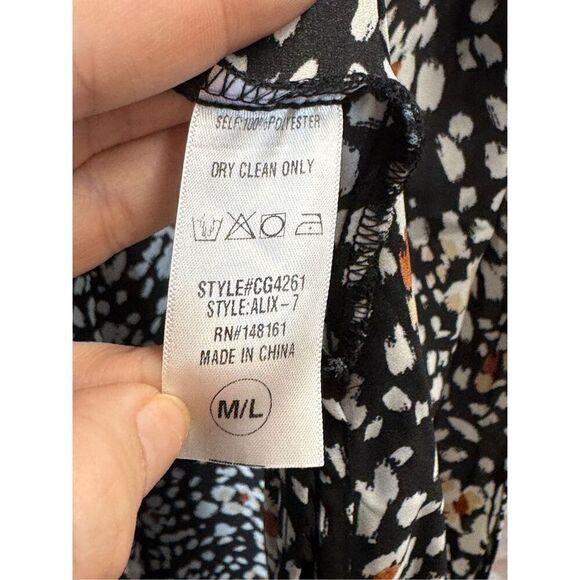 SELF:100%POLYESTER
DRY CLEAN ONLY
STYLE#CG4261
STYLE:ALIX-7
RN#148161
MADE IN CHINA
M/L